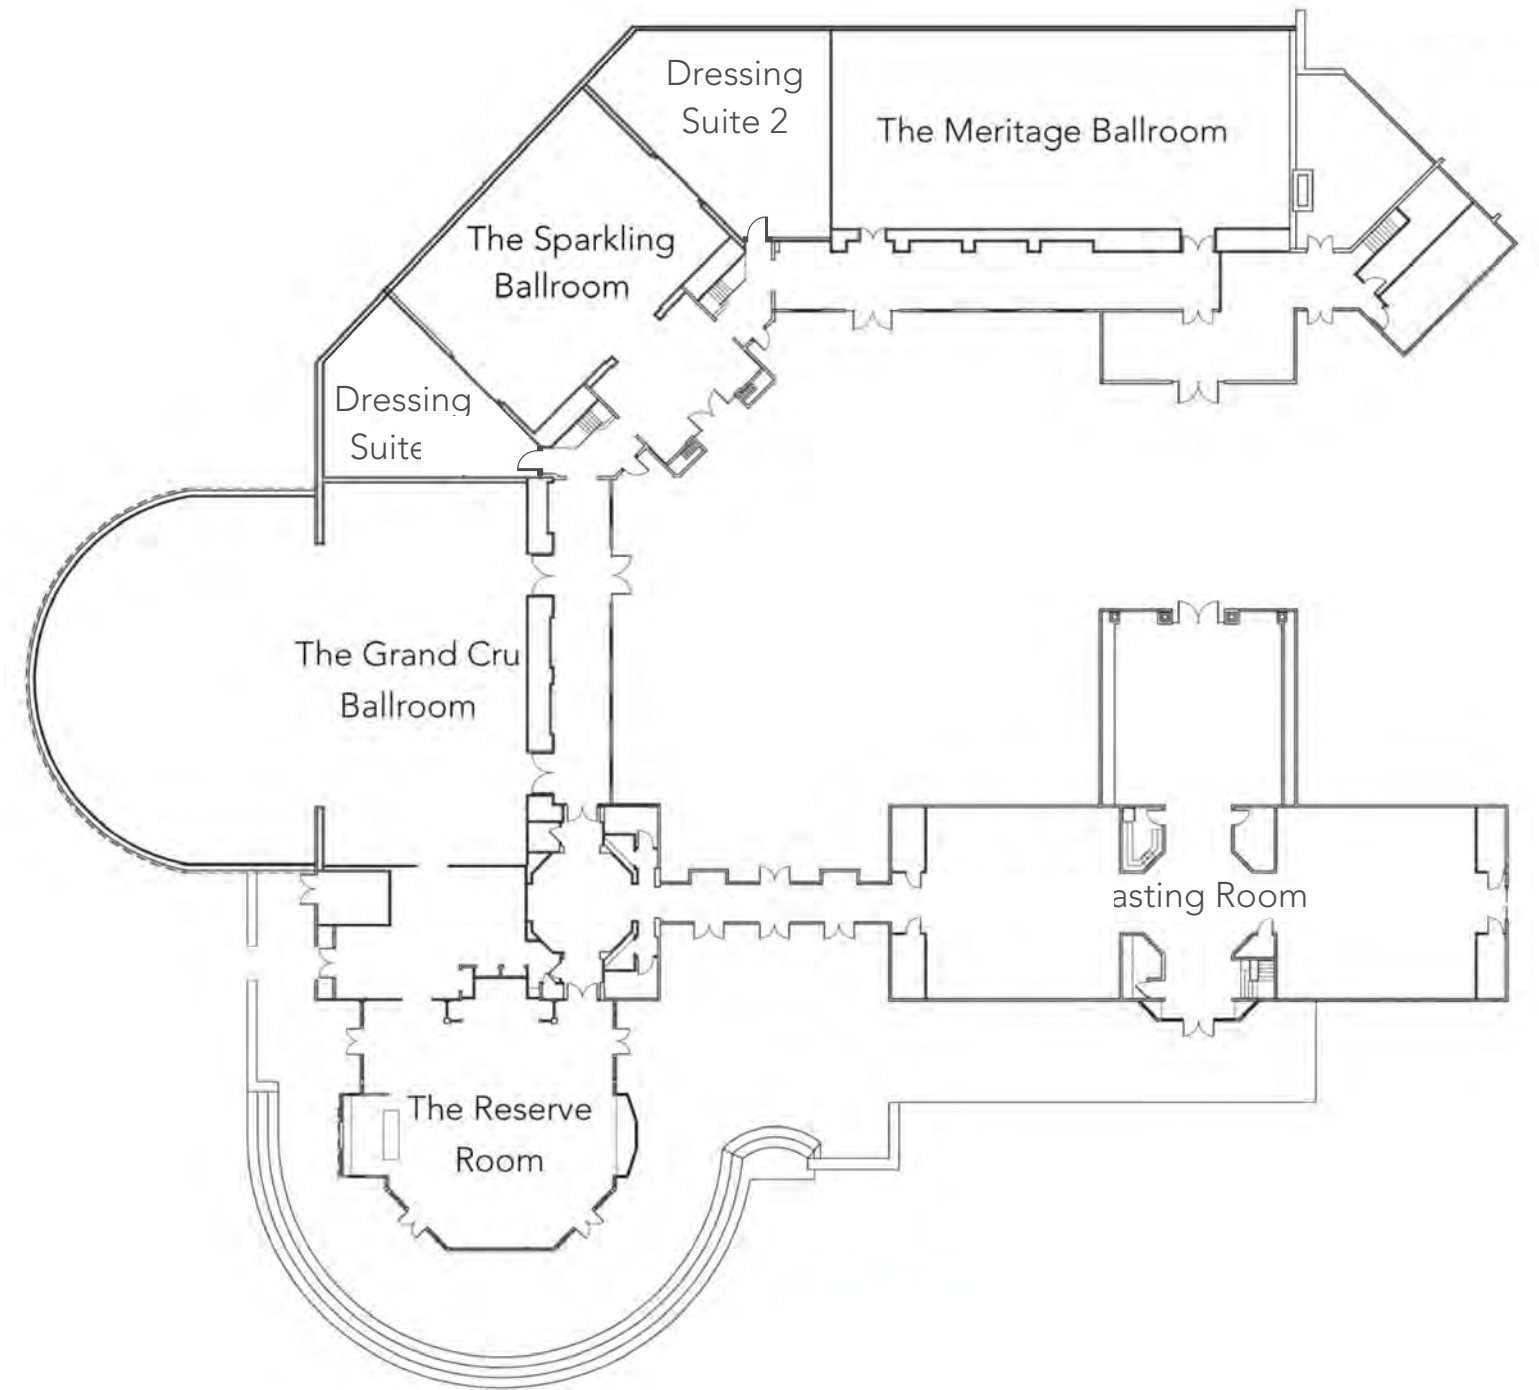 Dressing
Suite 2
The Meritage Ballroom
The Sparkling
Ballroom
Dressing
Suite
The Grand Cru
Ballroom
asting Room
The Reserve
Room